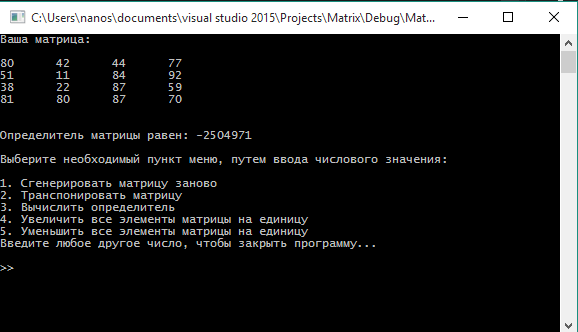 C:\Users\nanos\documents\visual studio 2015\Projects\Matrix\Debug\Mat...
Ваша матрица:
80 42 44 77
51 11 84 92
38 22 87 59
81 80 87 70
Определитель матрицы равен: -2504971
Выберите необходимый пункт меню, путем ввода числового значения:
1. Сгенерировать матрицу заново
2. Транспонировать матрицу
3. Вычислить определитель
4. Увеличить все элементы матрицы на единицу
5. Уменьшить все элементы матрицы на единицу
Введите любое другое число, чтобы закрыть программу...
>>